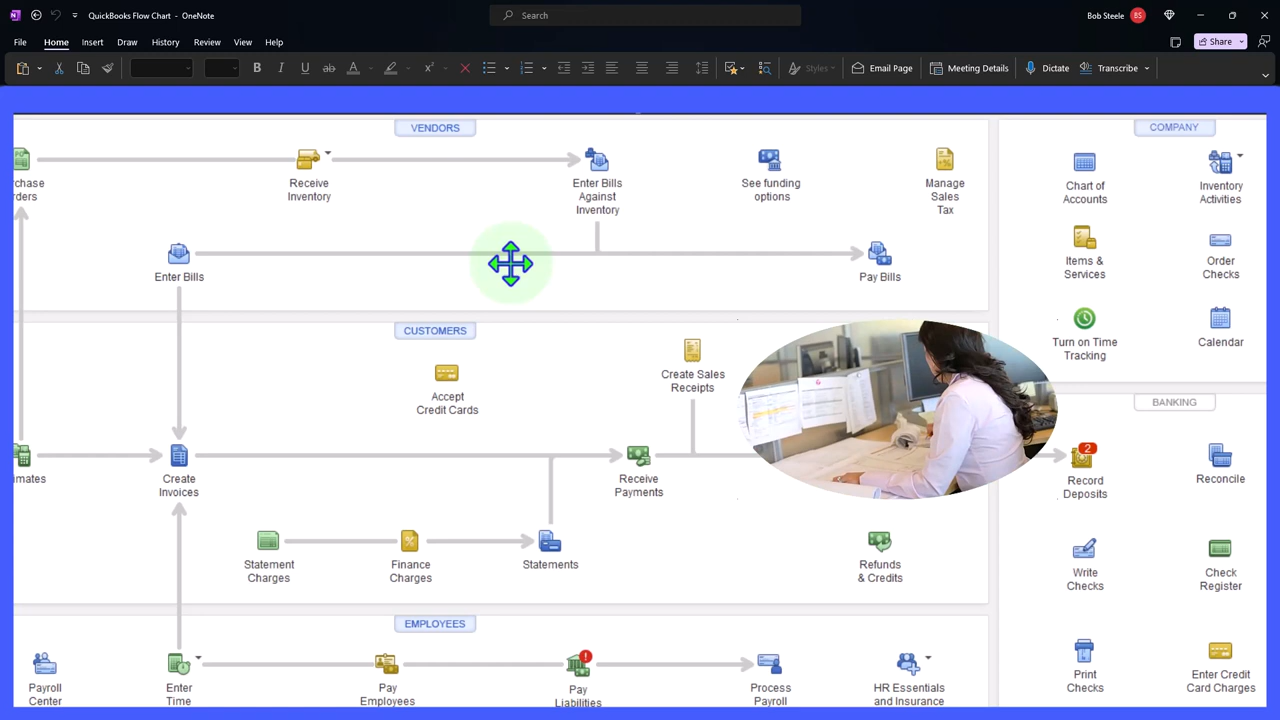 QuickBooks Flow Chart - OneNote
Search
Bob Steele
BS
File
Home
Insert
Draw
History
Review
View
Help
Share
Email Page
Meeting Details
Dictate
Transcribe
Styles
VENDORS
COMPANY
chase
ders
Receive
Inventory
Enter Bills
Against
Inventory
See funding
options
Manage
Sales
Tax
Chart of
Accounts
Inventory
Activities
Enter Bills
Pay Bills
Items &
Services
Order
Checks
CUSTOMERS
Accept
Credit Cards
Create Sales
Receipts
Turn on Time
Tracking
Calendar
BANKING
mates
Create
Invoices
Receive
Payments
2
Record
Deposits
Reconcile
Statement
Charges
Finance
Charges
Statements
Refunds
& Credits
Write
Checks
Check
Register
EMPLOYEES
Payroll
Center
Enter
Time
Pay
Employees
Pay
Liabilities
Process
Payroll
HR Essentials
and Insurance
Print
Checks
Enter Credit
Card Charges